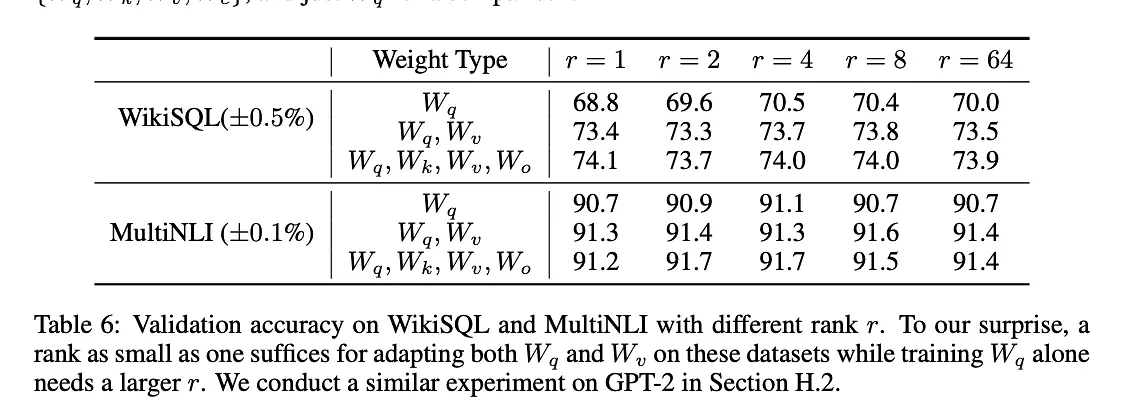 Weight Type r = 1 r = 2 r = 4 r = 8 r = 64
WikiSQL(±0.5%)
W_q 68.8 69.6 70.5 70.4 70.0
W_q, W_v 73.4 73.3 73.7 73.8 73.5
W_q, W_k, W_v, W_o 74.1 73.7 74.0 74.0 73.9
MultiNLI (±0.1%)
W_q 90.7 90.9 91.1 90.7 90.7
W_q, W_v 91.3 91.4 91.3 91.6 91.4
W_q, W_k, W_v, W_o 91.2 91.7 91.7 91.5 91.4
Table 6: Validation accuracy on WikiSQL and MultiNLI with different rank r. To our surprise, a
rank as small as one suffices for adapting both W_q and W_v on these datasets while training W_q alone
needs a larger r. We conduct a similar experiment on GPT-2 in Section H.2.